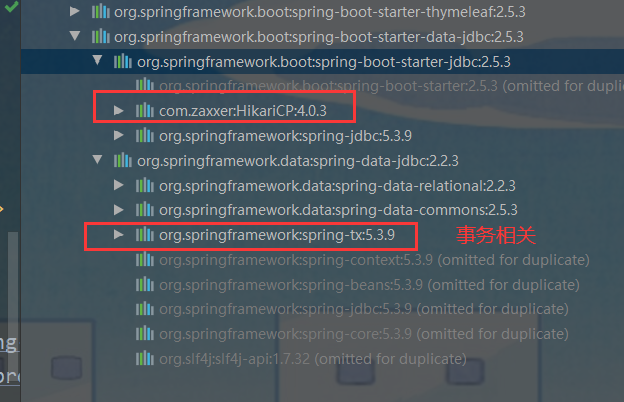 org.springframework.boot:spring-boot-starter-thymeleaf:2.5.3
org.springframework.boot:spring-boot-starter-data-jdbc:2.5.3
org.springframework.boot:spring-boot-starter-jdbc:2.5.3
org.springframework.boot:spring-boot-starter:2.5.3 (omitted for duplicate)
com.zaxxer:HikariCP:4.0.3
org.springframework:spring-jdbc:5.3.9
org.springframework.data:spring-data-jdbc:2.2.3
org.springframework.data:spring-data-relational:2.2.3
org.springframework.data:spring-data-commons:2.5.3
org.springframework:spring-tx:5.3.9 事务相关
org.springframework:spring-context:5.3.9 (omitted for duplicate)
org.springframework:spring-beans:5.3.9 (omitted for duplicate)
org.springframework:spring-jdbc:5.3.9 (omitted for duplicate)
org.springframework:spring-core:5.3.9 (omitted for duplicate)
org.slf4j:slf4j-api:1.7.32 (omitted for duplicate)